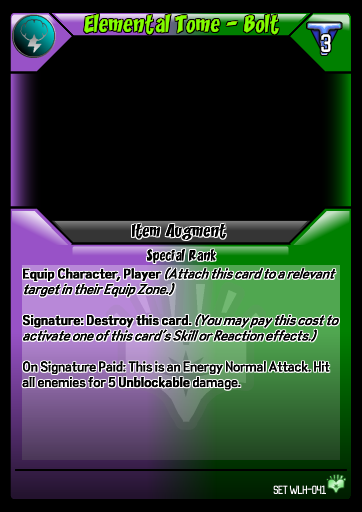 Elemental Tome - Bolt
3
Item Augment
Special Rank
Equip Character, Player (Attach this card to a relevant
target in their Equip Zone.)
Signature: Destroy this card. (You may pay this cost to
activate one of this card's Skill or Reaction effects.)
On Signature Paid: This is an Energy Normal Attack. Hit
all enemies for 5 Unblockable damage.
SET WLH-041